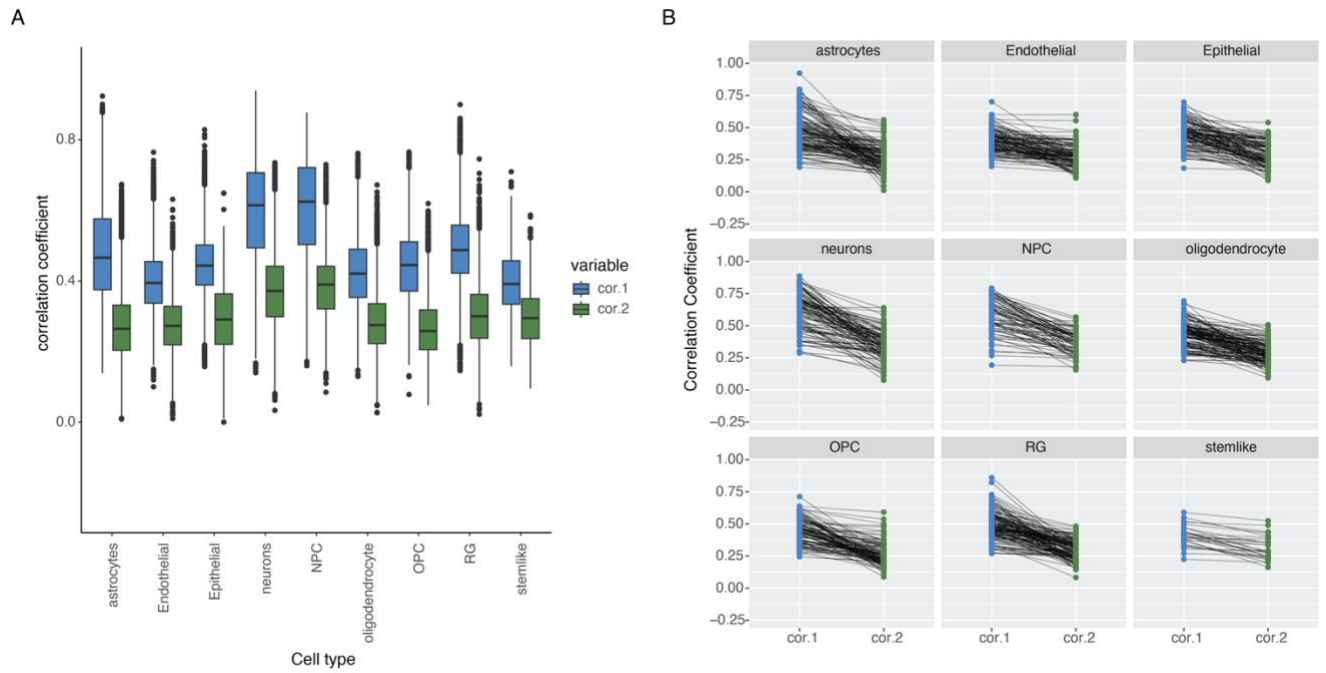 A
correlation coefficient
0.8
0.4
0.0
astrocytes
Endothelial
Epithelial
neurons
NPC
oligodendrocyte
OPC
RG
stemlike
Cell type
variable
cor.1
cor.2
B
Correlation Coefficient
astrocytes
Endothelial
Epithelial
1.00
0.75
0.50
0.25
0.00
−0.25
neurons
NPC
oligodendrocyte
1.00
0.75
0.50
0.25
0.00
−0.25
OPC
RG
stemlike
1.00
0.75
0.50
0.25
0.00
−0.25
cor.1 cor.2 cor.1 cor.2 cor.1 cor.2